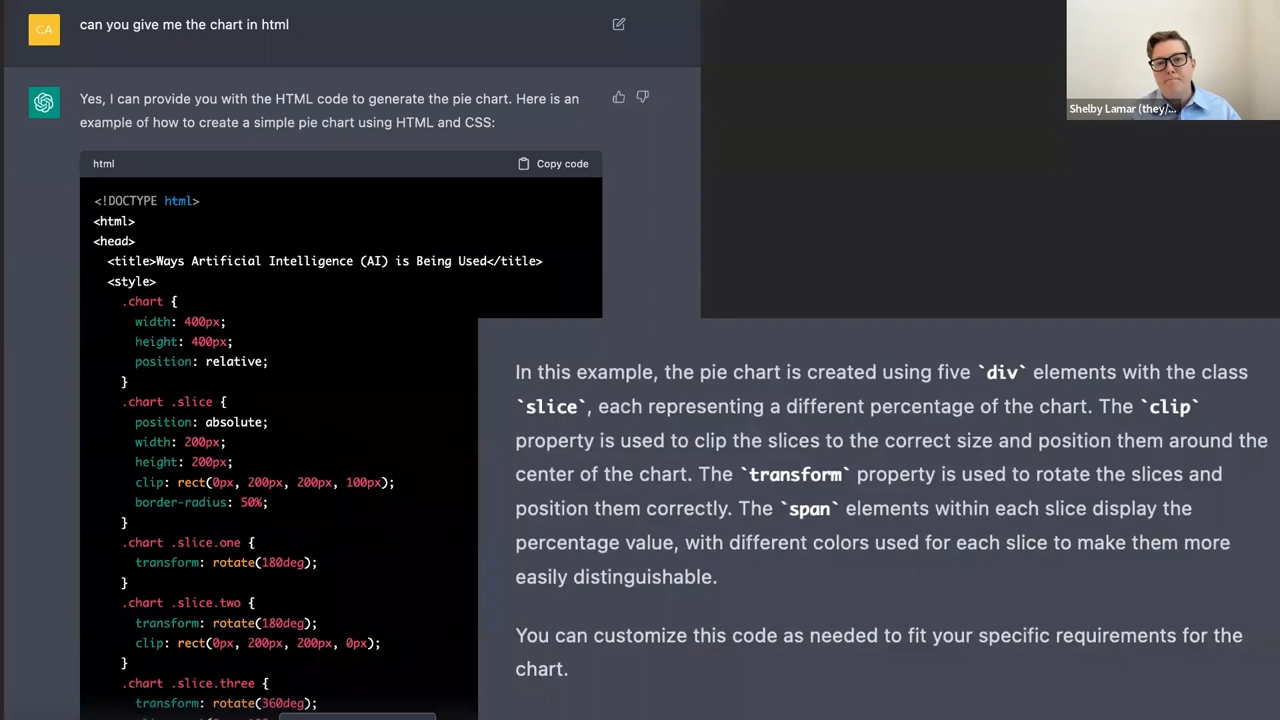 CA
can you give me the chart in html
Yes, I can provide you with the HTML code to generate the pie chart. Here is an
example of how to create a simple pie chart using HTML and CSS:
html
Copy code
<!DOCTYPE html>
<html>
<head>
<title>Ways Artificial Intelligence (AI) is Being Used</title>
<style>
.chart {
width: 400px;
height: 400px;
position: relative;
}
.chart .slice {
position: absolute;
width: 200px;
height: 200px;
clip: rect(0px, 200px, 200px, 100px);
border-radius: 50%;
}
.chart .slice.one {
transform: rotate(180deg);
}
.chart .slice.two {
transform: rotate(180deg);
clip: rect(0px, 200px, 200px, 0px);
}
.chart .slice.three {
transform: rotate(360deg);
In this example, the pie chart is created using five `div` elements with the class
`slice`, each representing a different percentage of the chart. The `clip`
property is used to clip the slices to the correct size and position them around the
center of the chart. The `transform` property is used to rotate the slices and
position them correctly. The `span` elements within each slice display the
percentage value, with different colors used for each slice to make them more
easily distinguishable.
You can customize this code as needed to fit your specific requirements for the
chart.
Shelby Lamar (they/...